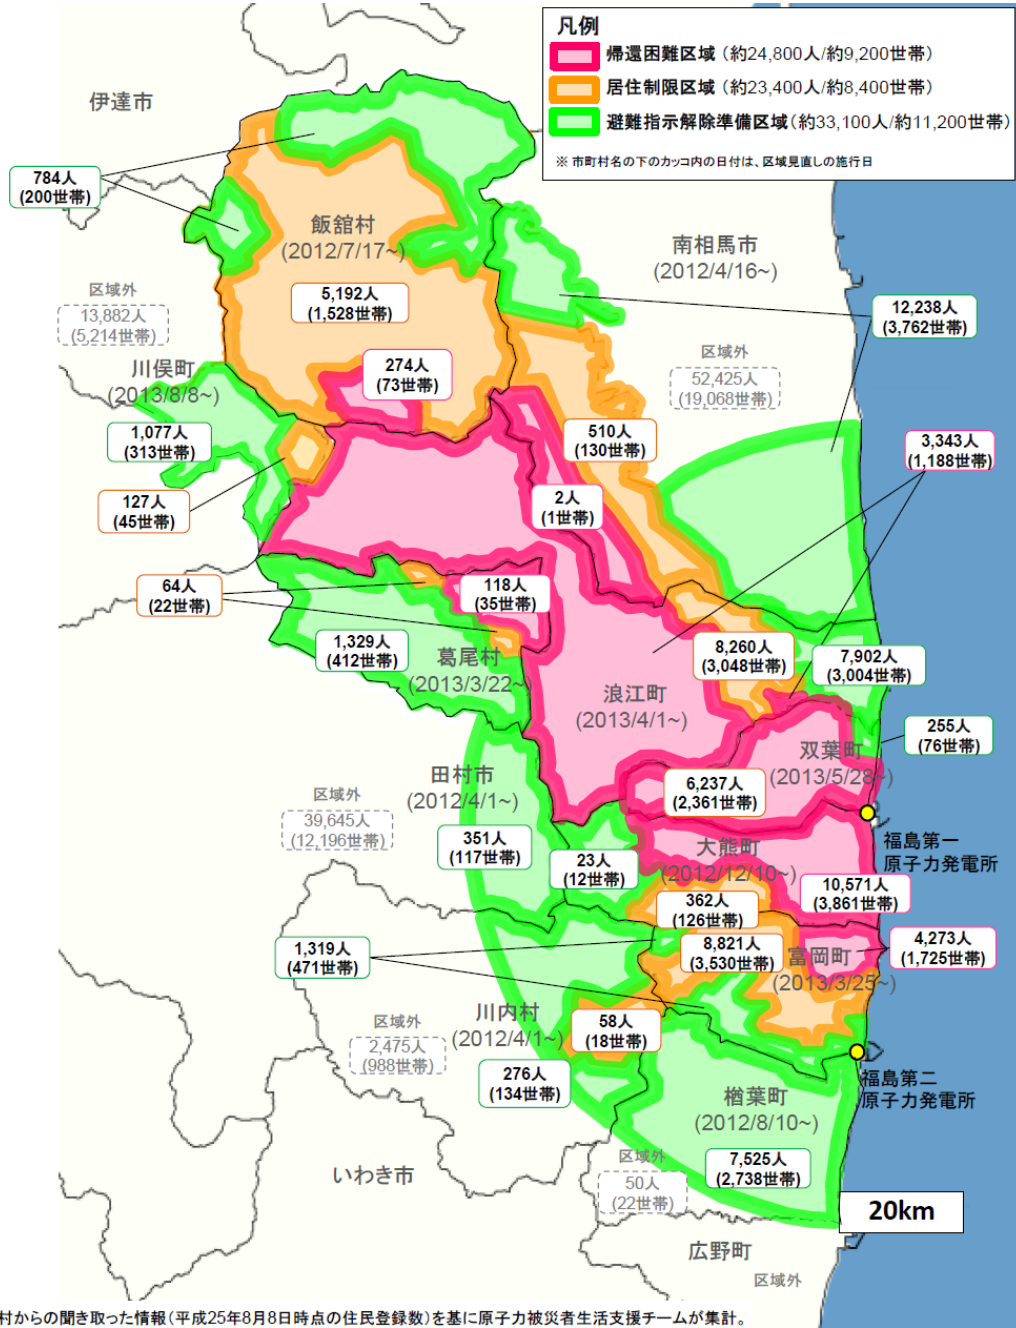 凡例
帰還困難区域（約24,800人/約9,200世帯）
居住制限区域（約23,400人/約8,400世帯）
避難指示解除準備区域（約33,100人/約11,200世帯）
※ 市町村名の下のカッコ内の日付は、区域見直しの施行日
伊達市
784人
(200世帯)
飯舘村
(2012/7/17~)
南相馬市
(2012/4/16~)
区域外
13,882人
(5,214世帯)
5,192人
(1,528世帯)
12,238人
(3,762世帯)
川俣町
(2013/8/8~)
274人
(73世帯)
区域外
52,425人
(19,068世帯)
1,077人
(313世帯)
510人
(130世帯)
3,343人
(1,188世帯)
127人
(45世帯)
2人
(1世帯)
64人
(22世帯)
118人
(35世帯)
1,329人
(412世帯)
葛尾村
(2013/3/22~)
8,260人
(3,048世帯)
7,902人
(3,004世帯)
浪江町
(2013/4/1~)
双葉町
(2013/5/28~)
255人
(76世帯)
田村市
(2012/4/1~)
6,237人
(2,361世帯)
区域外
39,645人
(12,196世帯)
351人
(117世帯)
23人
(12世帯)
大熊町
(2012/12/10~)
福島第一
原子力発電所
362人
(126世帯)
10,571人
(3,861世帯)
1,319人
(471世帯)
8,821人
(3,530世帯)
富岡町
(2013/3/25~)
4,273人
(1,725世帯)
川内村
(2012/4/1~)
58人
(18世帯)
区域外
2,475人
(988世帯)
276人
(134世帯)
福島第二
原子力発電所
楢葉町
(2012/8/10~)
7,525人
(2,738世帯)
区域外
50人
(22世帯)
いわき市
20km
広野町
区域外
村からの聞き取った情報（平成25年8月8日時点の住民登録数）を基に原子力被災者生活支援チームが集計。